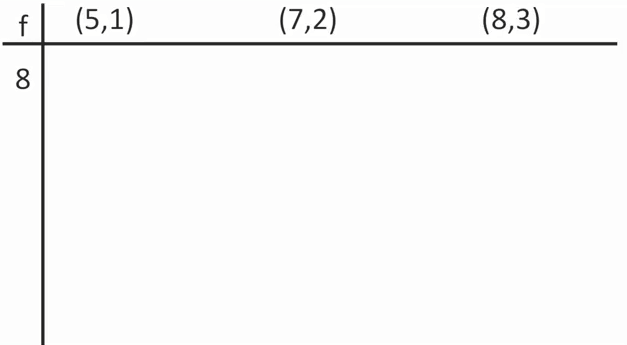 f (5,1) (7,2) (8,3)
8